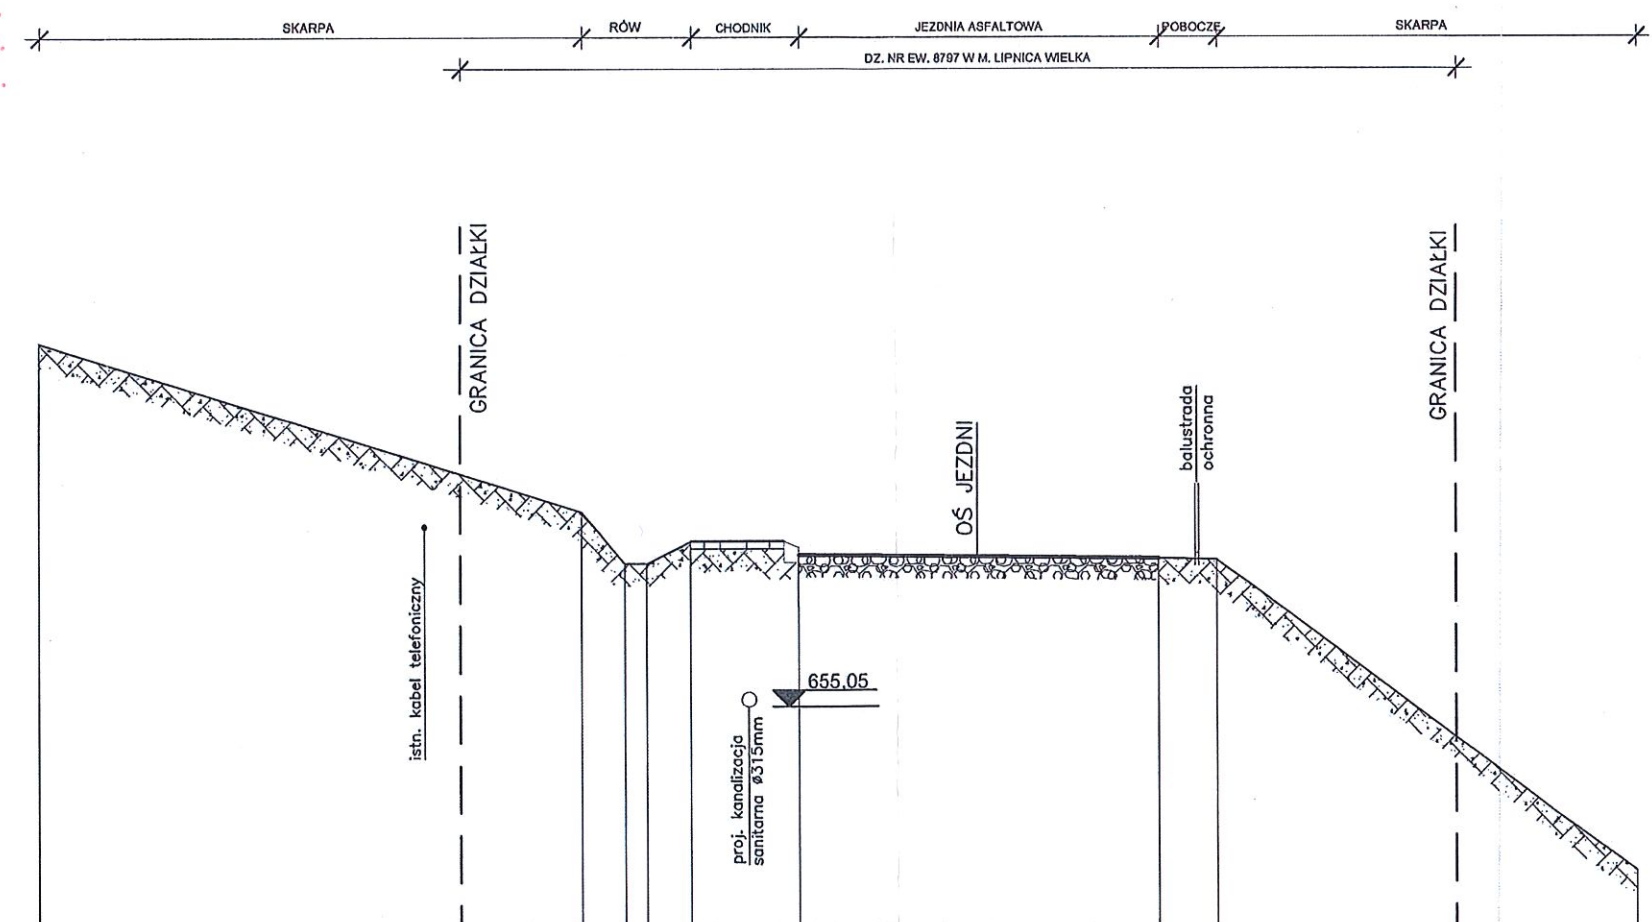 SKARPA RÓW CHODNIK JEZDNIA ASFALTOWA POBOCZE SKARPA
DZ. NR EW. 8797 W M. LIPNICA WIELKA
GRANICA DZIAŁKI
GRANICA DZIAŁKI
OŚ JEZDNI
balustrada
ochronna
istn. kabel telefoniczny
655,05
proj. kanalizacja
sanitarna ø315mm